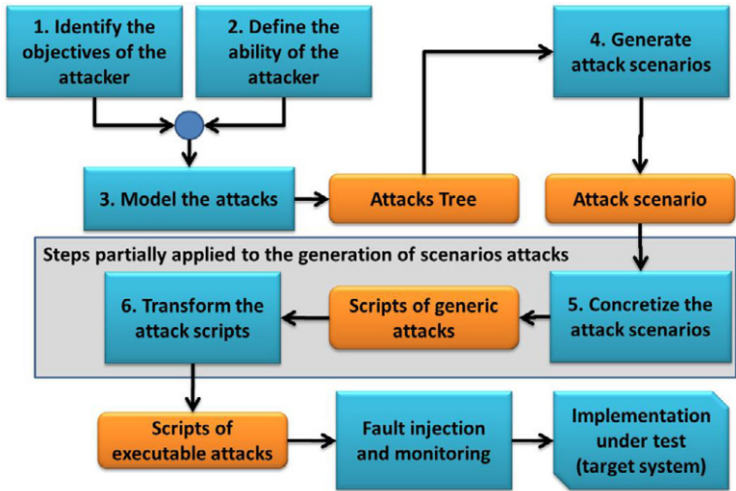 1. Identify the
objectives of the
attacker
2. Define the
ability of the
attacker
4. Generate
attack scenarios
3. Model the attacks
Attacks Tree
Attack scenario
Steps partially applied to the generation of scenarios attacks
6. Transform the
attack scripts
Scripts of generic
attacks
5. Concretize the
attack scenarios
Scripts of
executable attacks
Fault injection
and monitoring
Implementation
under test
(target system)